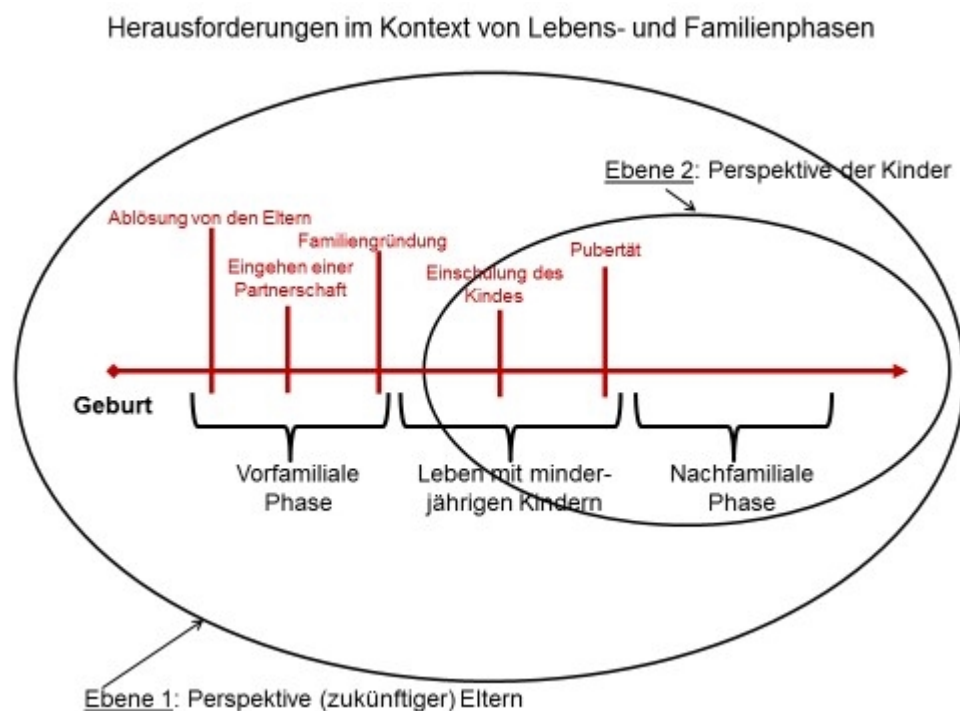 Herausforderungen im Kontext von Lebens- und Familienphasen
Ebene 2: Perspektive der Kinder
Ablösung von den Eltern
Familiengründung
Pubertät
Eingehen einer
Partnerschaft
Einschulung des
Kindes
Geburt
Vorfamiliale
Phase
Leben mit minder-
jährigen Kindern
Nachfamiliale
Phase
Ebene 1: Perspektive (zukünftiger) Eltern